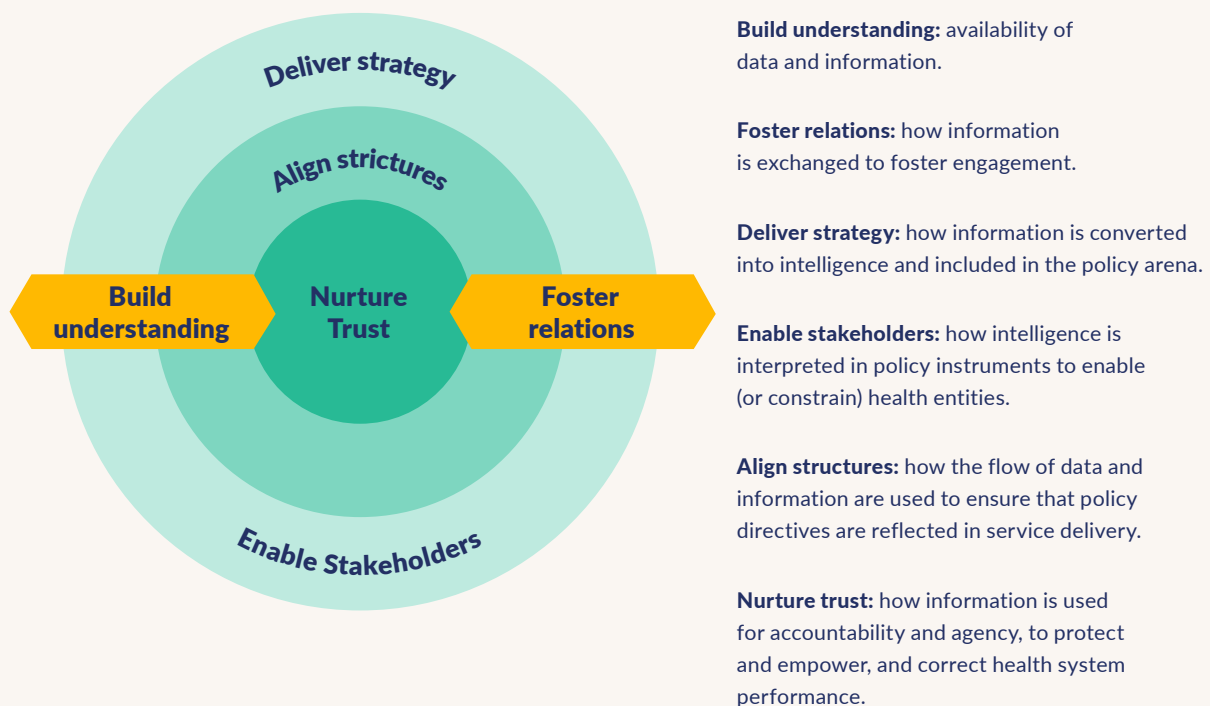 Deliver strategy
Align strictures
Build
understanding
Nurture
Trust
Foster
relations
Enable Stakeholders
Build understanding: availability of
data and information.
Foster relations: how information
is exchanged to foster engagement.
Deliver strategy: how information is converted
into intelligence and included in the policy arena.
Enable stakeholders: how intelligence is
interpreted in policy instruments to enable
(or constrain) health entities.
Align structures: how the flow of data and
information are used to ensure that policy
directives are reflected in service delivery.
Nurture trust: how information is used
for accountability and agency, to protect
and empower, and correct health system
performance.